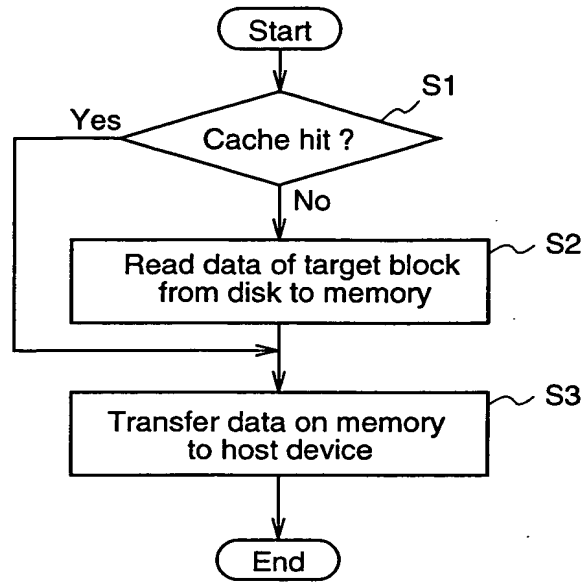 Start
S1
Yes
Cache hit ?
No
S2
Read data of target block
from disk to memory
S3
Transfer data on memory
to host device
End